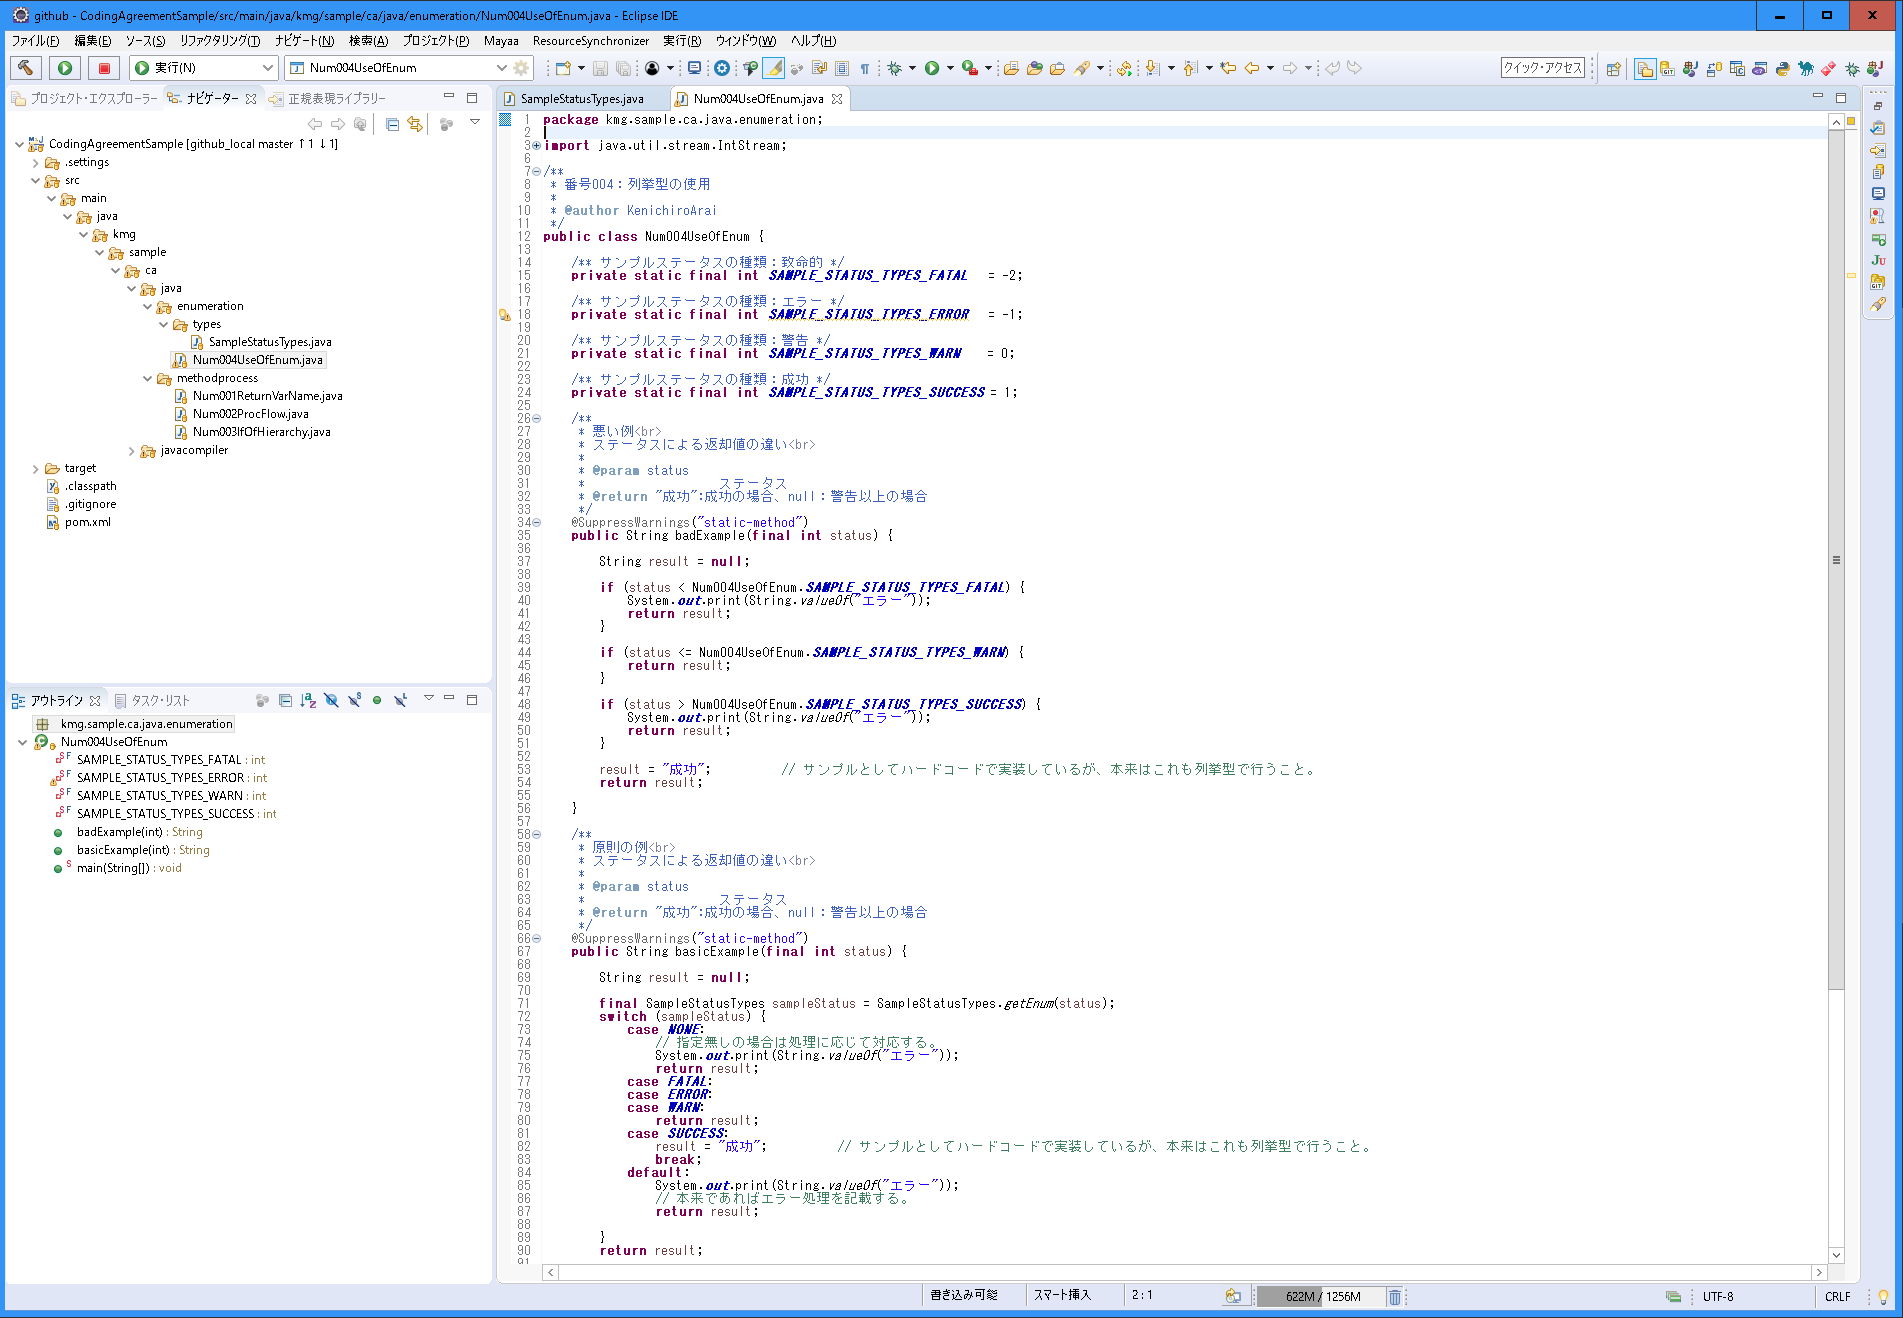 github - CodingAgreementSample/src/main/java/kmg/sample/ca/java/enumeration/Num004UseOfEnum.java - Eclipse IDE
ファイル(F) 編集(E) ソース(S) リファクタリング(T) ナビゲート(N) 検索(A) プロジェクト(P) Mayaa ResourceSynchronizer 実行(R) ウィンドウ(W) ヘルプ(H)
実行(N) Num004UseOfEnum クイック・アクセス
プロジェクト・エクスプローラー ナビゲーター 正規表現ライブラリー
CodingAgreementSample [github_local master ↑1 ↓1]
.settings
src
main
java
kmg
sample
ca
java
enumeration
types
SampleStatusTypes.java
Num004UseOfEnum.java
methodprocess
Num001ReturnVarName.java
Num002ProcFlow.java
Num003IfOfHierarchy.java
javacompiler
target
.classpath
.gitignore
pom.xml
アウトライン タスク・リスト
kmg.sample.ca.java.enumeration
Num004UseOfEnum
SAMPLE_STATUS_TYPES_FATAL : int
SAMPLE_STATUS_TYPES_ERROR : int
SAMPLE_STATUS_TYPES_WARN : int
SAMPLE_STATUS_TYPES_SUCCESS : int
badExample(int) : String
basicExample(int) : String
main(String[]) : void
SampleStatusTypes.java Num004UseOfEnum.java
1 package kmg.sample.ca.java.enumeration;
2
3 import java.util.stream.IntStream;
6
7 /**
8 * 番号004：列挙型の使用
9 *
10 * @author KenichiroArai
11 */
12 public class Num004UseOfEnum {
13
14 /** サンプルステータスの種類：致命的 */
15 private static final int SAMPLE_STATUS_TYPES_FATAL = -2;
16
17 /** サンプルステータスの種類：エラー */
18 private static final int SAMPLE_STATUS_TYPES_ERROR = -1;
19
20 /** サンプルステータスの種類：警告 */
21 private static final int SAMPLE_STATUS_TYPES_WARN = 0;
22
23 /** サンプルステータスの種類：成功 */
24 private static final int SAMPLE_STATUS_TYPES_SUCCESS = 1;
25
26 /**
27 * 悪い例<br>
28 * ステータスによる返却値の違い<br>
29 *
30 * @param status
31 * ステータス
32 * @return "成功":成功の場合、null：警告以上の場合
33 */
34 @SuppressWarnings("static-method")
35 public String badExample(final int status) {
36
37 String result = null;
38
39 if (status < Num004UseOfEnum.SAMPLE_STATUS_TYPES_FATAL) {
40 System.out.print(String.valueOf("エラー"));
41 return result;
42 }
43
44 if (status <= Num004UseOfEnum.SAMPLE_STATUS_TYPES_WARN) {
45 return result;
46 }
47
48 if (status > Num004UseOfEnum.SAMPLE_STATUS_TYPES_SUCCESS) {
49 System.out.print(String.valueOf("エラー"));
50 return result;
51 }
52
53 result = "成功"; // サンプルとしてハードコードで実装しているが、本来はこれも列挙型で行うこと。
54 return result;
55
56 }
57
58 /**
59 * 原則の例<br>
60 * ステータスによる返却値の違い<br>
61 *
62 * @param status
63 * ステータス
64 * @return "成功":成功の場合、null：警告以上の場合
65 */
66 @SuppressWarnings("static-method")
67 public String basicExample(final int status) {
68
69 String result = null;
70
71 final SampleStatusTypes sampleStatus = SampleStatusTypes.getEnum(status);
72 switch (sampleStatus) {
73 case NONE:
74 // 指定無しの場合は処理に応じて対応する。
75 System.out.print(String.valueOf("エラー"));
76 return result;
77 case FATAL:
78 case ERROR:
79 case WARN:
80 return result;
81 case SUCCESS:
82 result = "成功"; // サンプルとしてハードコードで実装しているが、本来はこれも列挙型で行うこと。
83 break;
84 default:
85 System.out.print(String.valueOf("エラー"));
86 // 本来であればエラー処理を記載する。
87 return result;
88
89 }
90 return result;
91
書き込み可能 スマート挿入 2 : 1 622M / 1256M UTF-8 CRLF